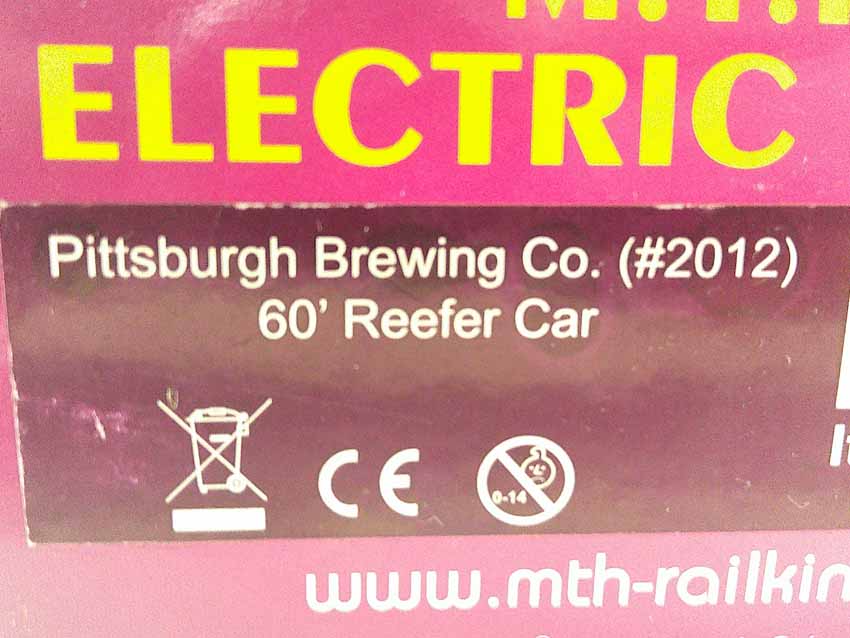 M.T.
ELECTRIC
Pittsburgh Brewing Co. (#2012)
60' Reefer Car
CE
0-14
www.mth-railkin